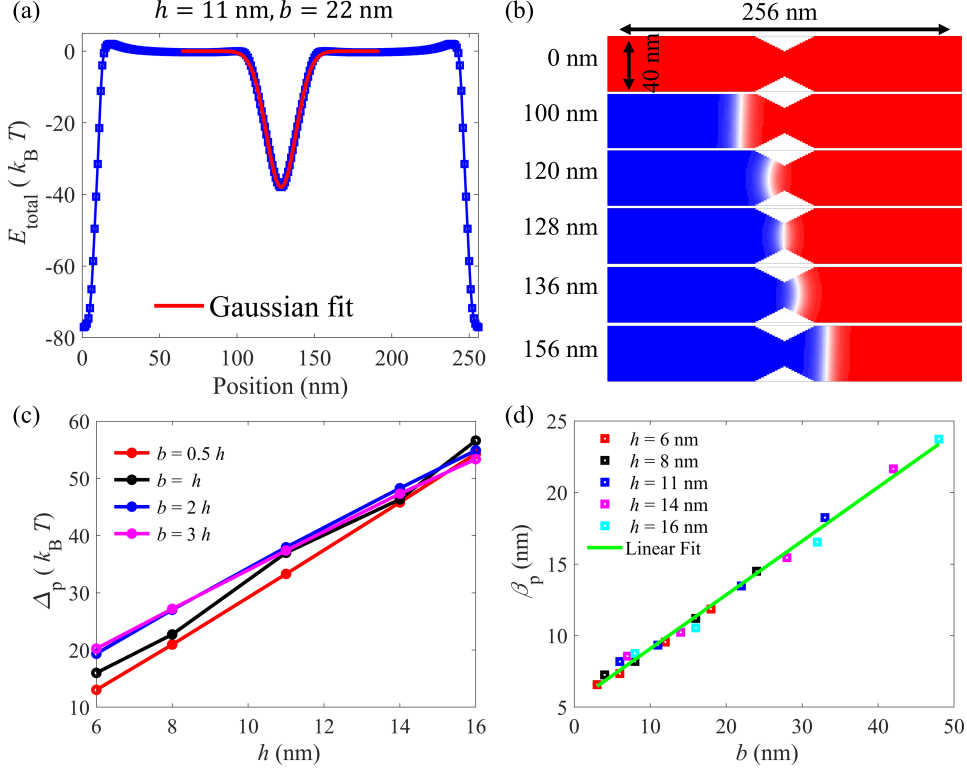 (a)
h = 11 nm, b = 22 nm
0
-20
-40
-60
-80
E_total ( k_B T)
Gaussian fit
0 50 100 150 200 250
Position (nm)
(b)
256 nm
40 nm
0 nm
100 nm
120 nm
128 nm
136 nm
156 nm
(c)
60
50
40
30
20
10
Δ_p ( k_B T)
b = 0.5 h
b = h
b = 2 h
b = 3 h
6 8 10 12 14 16
h (nm)
(d)
25
20
15
10
5
β_p (nm)
h = 6 nm
h = 8 nm
h = 11 nm
h = 14 nm
h = 16 nm
Linear Fit
0 10 20 30 40 50
b (nm)